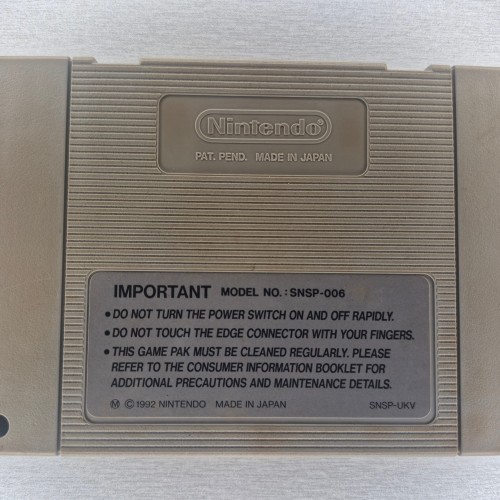 Nintendo®
PAT. PEND. MADE IN JAPAN
IMPORTANT MODEL NO. : SNSP-006
• DO NOT TURN THE POWER SWITCH ON AND OFF RAPIDLY.
• DO NOT TOUCH THE EDGE CONNECTOR WITH YOUR FINGERS.
• THIS GAME PAK MUST BE CLEANED REGULARLY. PLEASE
REFER TO THE CONSUMER INFORMATION BOOKLET FOR
ADDITIONAL PRECAUTIONS AND MAINTENANCE DETAILS.
Ⓜ © 1992 NINTENDO MADE IN JAPAN SNSP-UKV